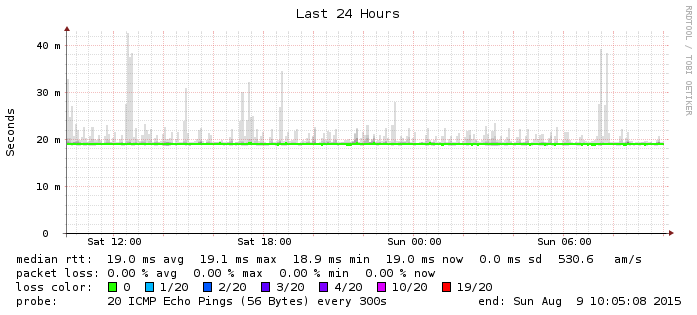 Last 24 Hours
RRDTOOL / TOBI OETIKER
Seconds
40 m
30 m
20 m
10 m
0
Sat 12:00 Sat 18:00 Sun 00:00 Sun 06:00
median rtt: 19.0 ms avg 19.1 ms max 18.9 ms min 19.0 ms now 0.0 ms sd 530.6 am/s
packet loss: 0.00 % avg 0.00 % max 0.00 % min 0.00 % now
loss color: 0 1/20 2/20 3/20 4/20 10/20 19/20
probe: 20 ICMP Echo Pings (56 Bytes) every 300s end: Sun Aug 9 10:05:08 2015